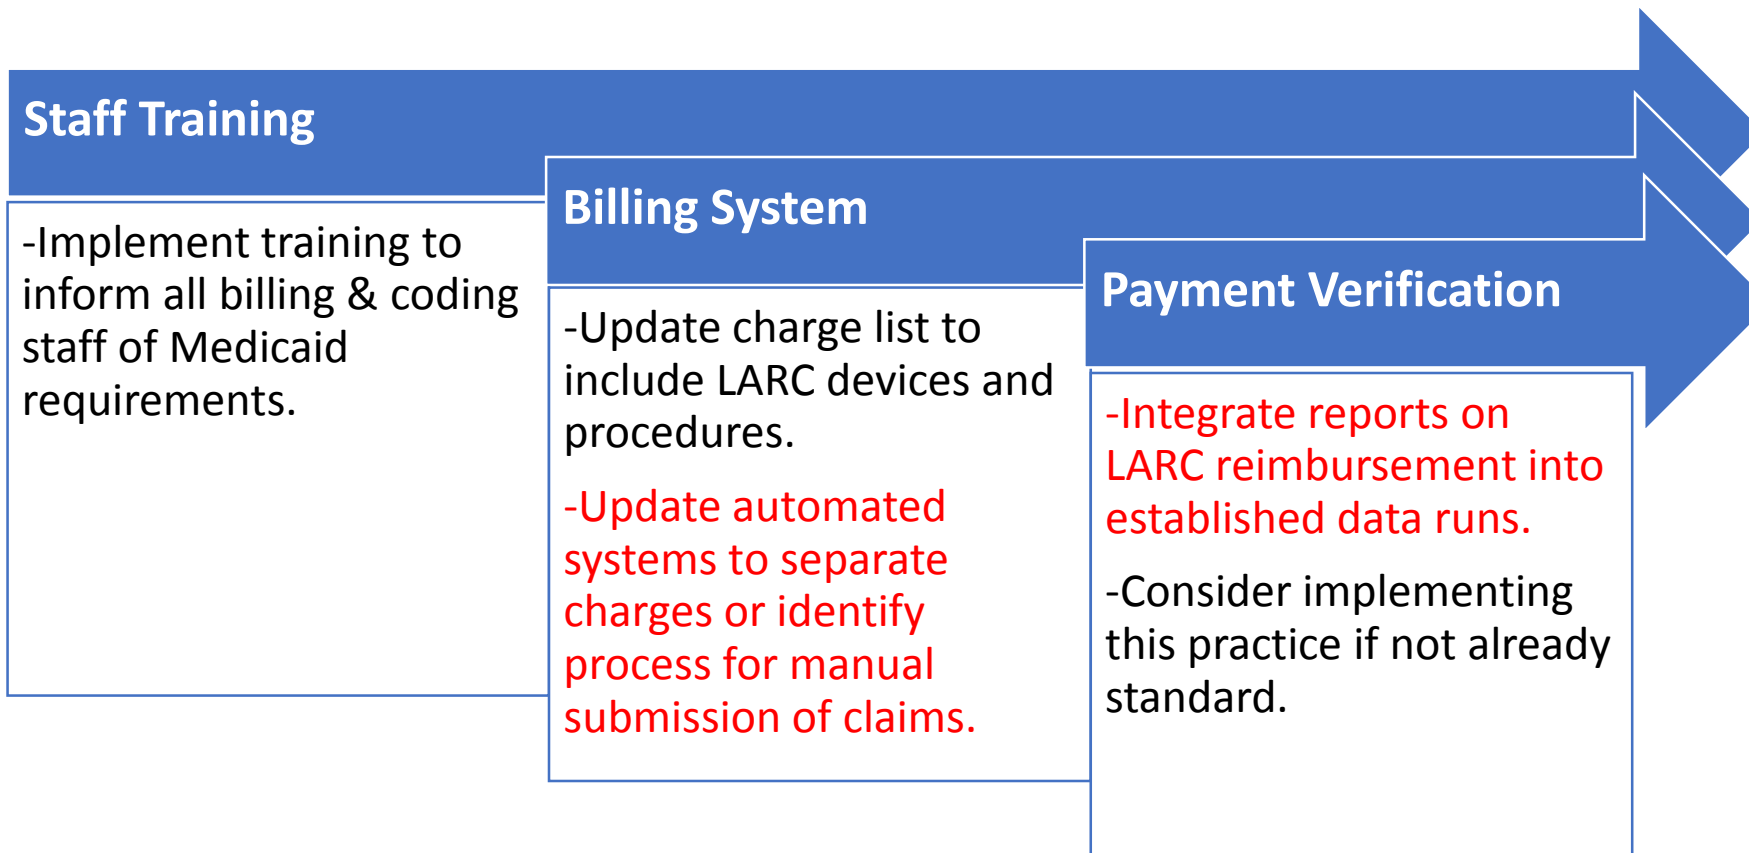 Staff Training
-Implement training to
inform all billing & coding
staff of Medicaid
requirements.
Billing System
-Update charge list to
include LARC devices and
procedures.
-Update automated
systems to separate
charges or identify
process for manual
submission of claims.
Payment Verification
-Integrate reports on
LARC reimbursement into
established data runs.
-Consider implementing
this practice if not already
standard.